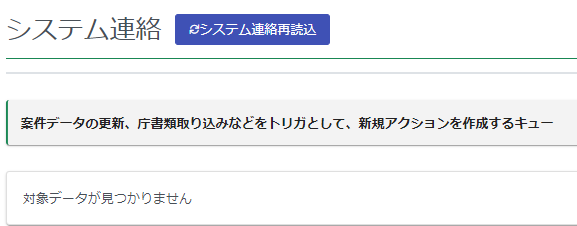 システム連絡
システム連絡再読込
案件データの更新、庁書類取り込みなどをトリガとして、新規アクションを作成するキュー
対象データが見つかりません